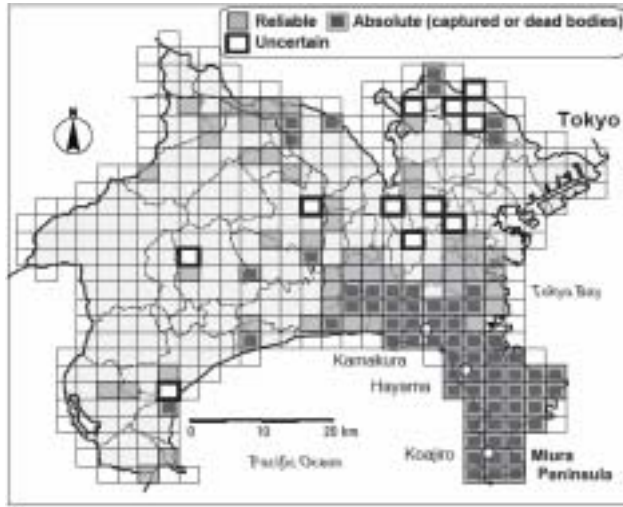 Reliable Absolute (captured or dead bodies)
Uncertain
N
Tokyo
Tokyo Bay
Kamakura
Hayama
0 10 20 km
Koajiro
Pacific Ocean
Miura
Peninsula